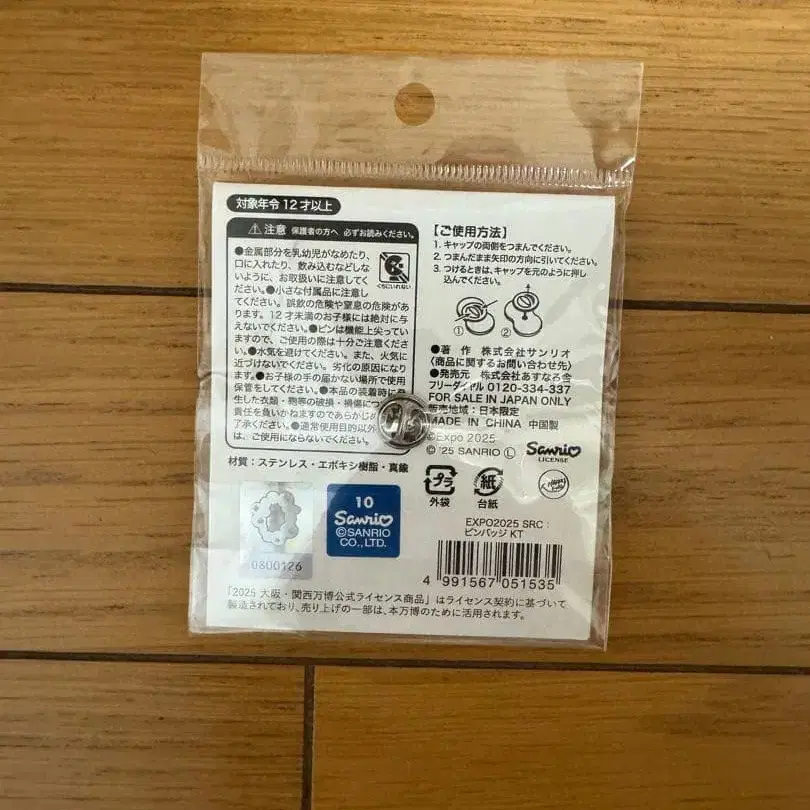 対象年令12才以上
⚠注意 保護者の方へ 必ずお読みください。
●金属部分を乳幼児がなめたり、
口に入れたり、飲み込むなどしな
いように、お取扱いに注意してく
ださい。●小さな付属品に注意し
てください。誤飲の危険や窒息の危険があ
ります。12才未満のお子様には絶対に与
えないでください。●ピンは機能上尖ってい
ますので、ご使用の際は十分ご注意くださ
い。●水気を避けてください。また、火気に
近づけないでください。劣化の原因になり
ます。●お子様の手の届かない場所で使用
保管をしてください。●本品の装着時に発
生した衣類・鞄等の破損・損傷につ
責任を負いかねますのであらかじめ
了承ください。●通常使用目的以外
は、ご使用にならないでください。
くちにいれない
材質:ステンレス・エポキシ樹脂・真鍮
【ご使用方法】
1. キャップの両側をつまんでください。
2. つまんだまま矢印の方向に引いてください。
3. つけるときは、キャップを元のように押し
込んでください。
① ②
●著 作 株式会社サンリオ
〈商品に関するお問い合わせ先〉
●発売元 株式会社あすなろ舎
フリーダイヤル 0120-334-337
FOR SALE IN JAPAN ONLY
販売地域:日本限定
MADE IN CHINA 中国製
©Expo 2025
© '25 SANRIO Ⓛ
Sanrio
LICENSE
プラ
外袋
紙
台紙
0800126
10
Sanrio
©SANRIO
CO., LTD.
EXPO2025 SRC:
ピンバッジ KT
4 991567 051535
「2025 大阪・関西万博公式ライセンス商品」はライセンス契約に基づいて
製造されており、売り上げの一部は、本万博のために活用されます。